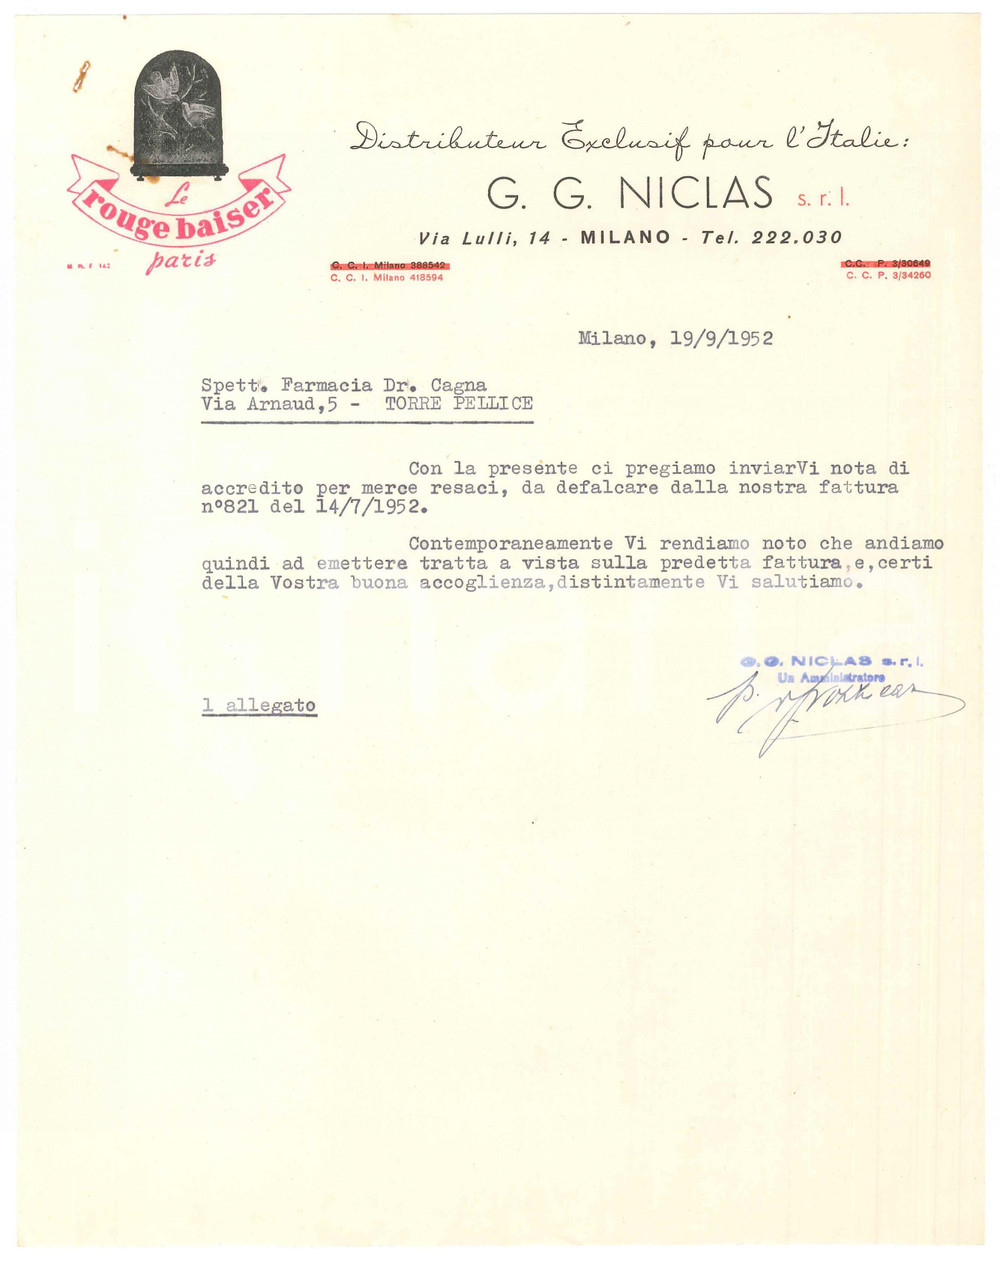 Le
rouge baiser
paris
Distributeur Exclusif pour l'Italie:
G. G. NICLAS s. r. l.
Via Lulli, 14 - MILANO - Tel. 222.030
C. C. I. Milano 388542
C. C. I. Milano 418594
C.C. P. 3/30649
C. C. P. 3/34260
Milano, 19/9/1952
Spett. Farmacia Dr. Cagna
Via Arnaud,5 - TORRE PELLICE
Con la presente ci pregiamo inviarVi nota di
accredito per merce resaci, da defalcare dalla nostra fattura
n°821 del 14/7/1952.
Contemporaneamente Vi rendiamo noto che andiamo
quindi ad emettere tratta a vista sulla predetta fattura,e,certi
della Vostra buona accoglienza,distintamente Vi salutiamo.
G. G. NICLAS s. r. l.
Un Amministratore
p.
1 allegato